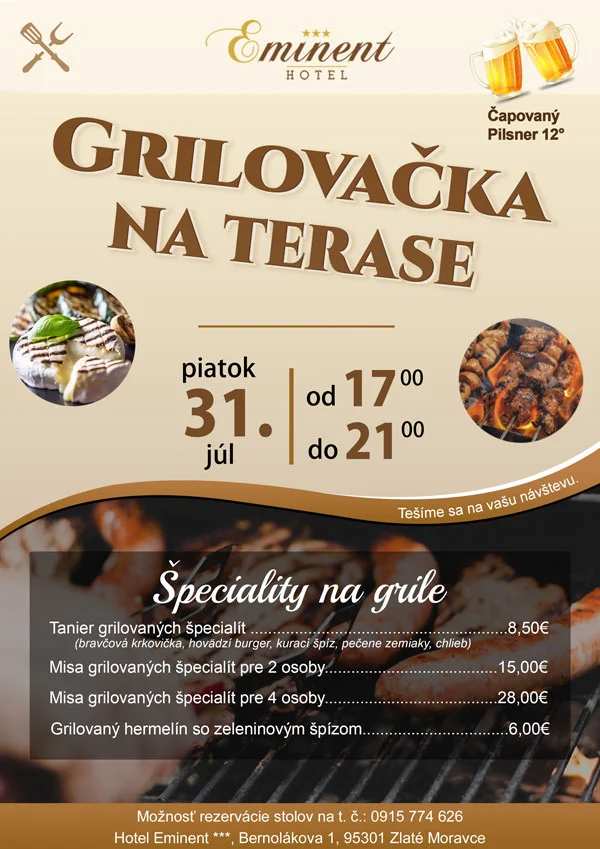 Eminent
HOTEL
Čapovaný
Pilsner 12°
GRILOVAČKA
NA TERASE
piatok
31.
júl
od 17 00
do 21 00
Tešíme sa na vašu návštevu.
Špeciality na grile
Tanier grilovaných špecialít ........................................................8,50€
(bravčová krkovička, hovädzí burger, kurací špíz, pečene zemiaky, chlieb)
Misa grilovaných špecialít pre 2 osoby......................................15,00€
Misa grilovaných špecialít pre 4 osoby......................................28,00€
Grilovaný hermelín so zeleninovým špízom................................6,00€
Možnosť rezervácie stolov na t. č.: 0915 774 626
Hotel Eminent ***, Bernolákova 1, 95301 Zlaté Moravce